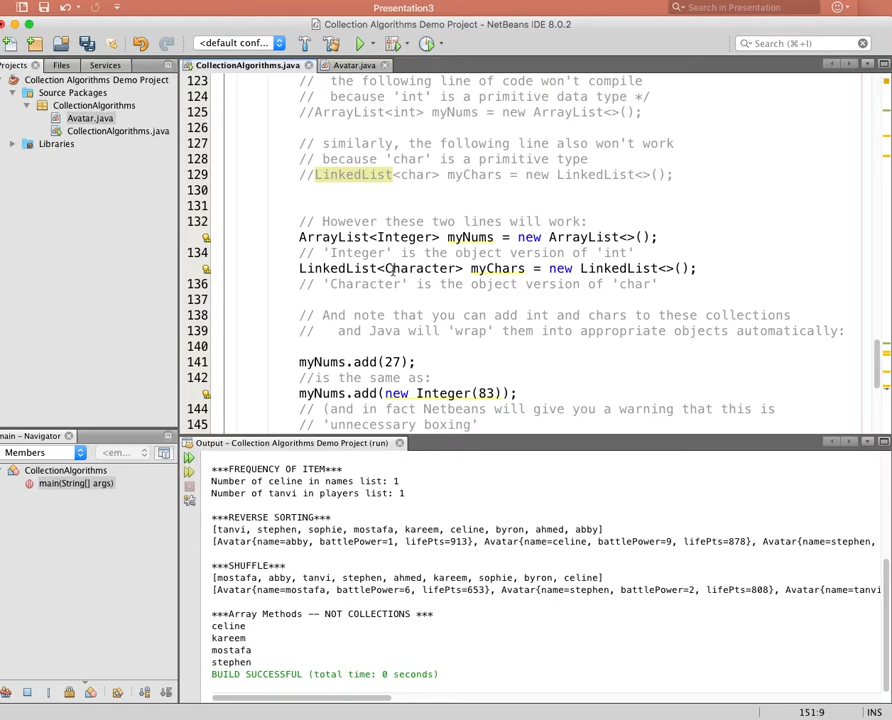 Presentation3
Search in Presentation
Collection Algorithms Demo Project - NetBeans IDE 8.0.2
<default conf...
Search (⌘+I)
Projects
Files
Services
CollectionAlgorithms.java
Avatar.java
Collection Algorithms Demo Project
Source Packages
CollectionAlgorithms
Avatar.java
CollectionAlgorithms.java
Libraries
123 // the following line of code won't compile
124 // because 'int' is a primitive data type */
125 //ArrayList<int> myNums = new ArrayList<>();
126
127 // similarly, the following line also won't work
128 // because 'char' is a primitive type
129 //LinkedList<char> myChars = new LinkedList<>();
130
131
132 // However these two lines will work:
ArrayList<Integer> myNums = new ArrayList<>();
134 // 'Integer' is the object version of 'int'
LinkedList<Character> myChars = new LinkedList<>();
136 // 'Character' is the object version of 'char'
137
138 // And note that you can add int and chars to these collections
139 // and Java will 'wrap' them into appropriate objects automatically:
140
141 myNums.add(27);
142 //is the same as:
myNums.add(new Integer(83));
144 // (and in fact Netbeans will give you a warning that this is
145 // 'unnecessary boxing'
main - Navigator
Members
<em...
CollectionAlgorithms
main(String[] args)
Output - Collection Algorithms Demo Project (run)
***FREQUENCY OF ITEM***
Number of celine in names list: 1
Number of tanvi in players list: 1
***REVERSE SORTING***
[tanvi, stephen, sophie, mostafa, kareem, celine, byron, ahmed, abby]
[Avatar{name=abby, battlePower=1, lifePts=913}, Avatar{name=celine, battlePower=9, lifePts=878}, Avatar{name=stephen,
***SHUFFLE***
[mostafa, abby, tanvi, stephen, ahmed, kareem, sophie, byron, celine]
[Avatar{name=mostafa, battlePower=6, lifePts=653}, Avatar{name=stephen, battlePower=2, lifePts=808}, Avatar{name=tanvi
***Array Methods -- NOT COLLECTIONS ***
celine
kareem
mostafa
stephen
BUILD SUCCESSFUL (total time: 0 seconds)
151:9
INS